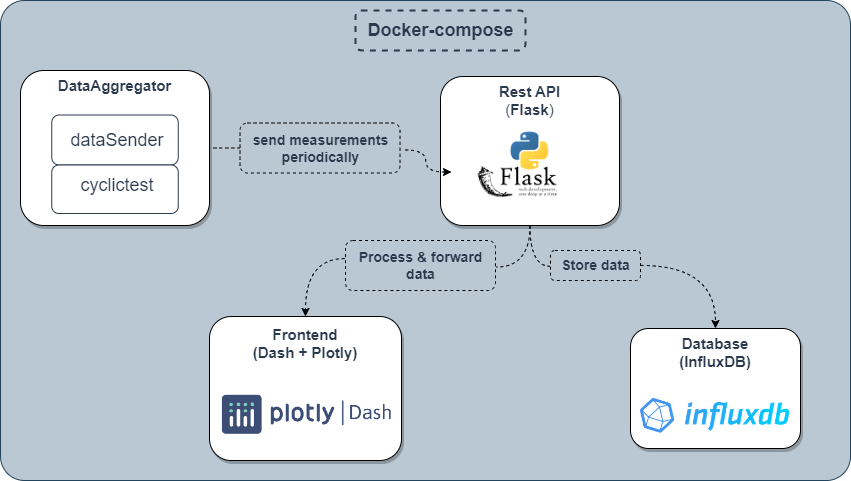 Docker-compose
DataAggregator
dataSender
cyclictest
send measurements
periodically
Rest API
(Flask)
Flask
web development,
one drop at a time
Process & forward
data
Store data
Frontend
(Dash + Plotly)
plotly | Dash
Database
(InfluxDB)
influxdb